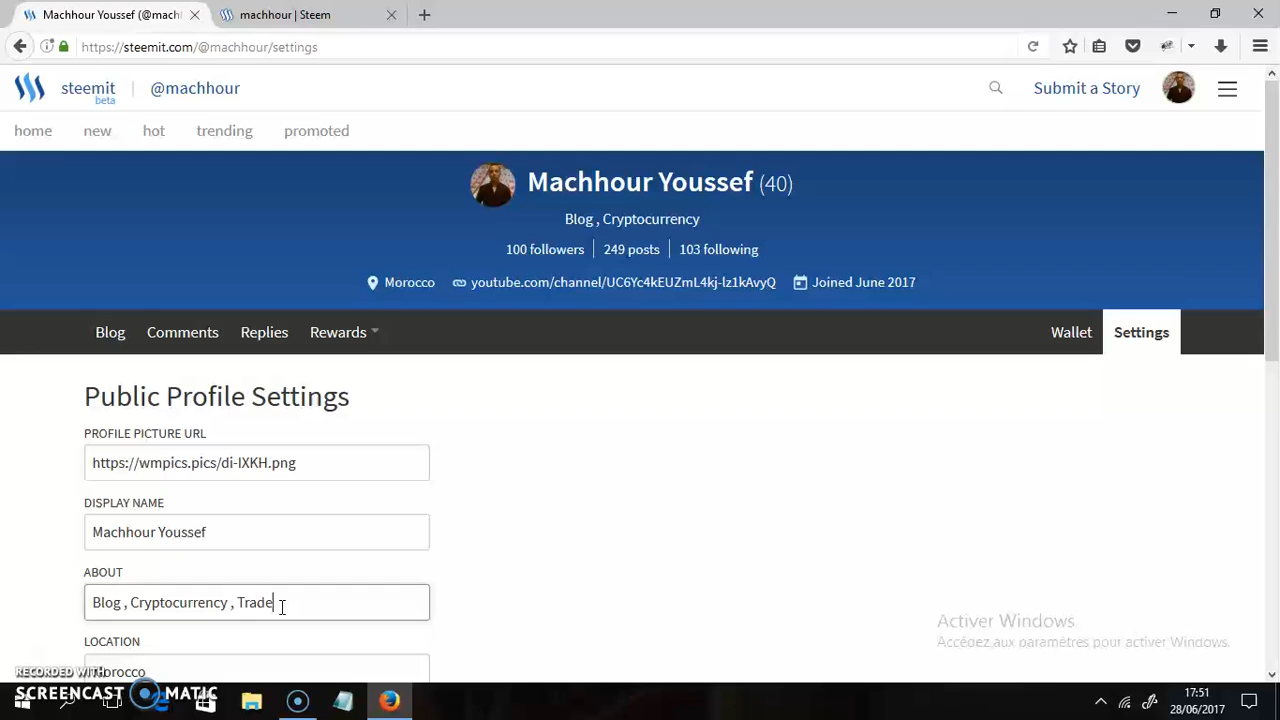 Machhour Youssef (@mach
machhour | Steem
https://steemit.com/@machhour/settings
steemit
beta
@machhour
Submit a Story
home new hot trending promoted
Machhour Youssef (40)
Blog , Cryptocurrency
100 followers 249 posts 103 following
Morocco youtube.com/channel/UC6Yc4kEUZmL4kj-lz1kAvyQ Joined June 2017
Blog Comments Replies Rewards Wallet Settings
Public Profile Settings
PROFILE PICTURE URL
https://wmpics.pics/di-IXKH.png
DISPLAY NAME
Machhour Youssef
ABOUT
Blog , Cryptocurrency , Trade
Activer Windows
Accédez aux paramètres pour activer Windows.
LOCATION
Morocco
RECORDED WITH
SCREENCAST MATIC
17:51
28/06/2017